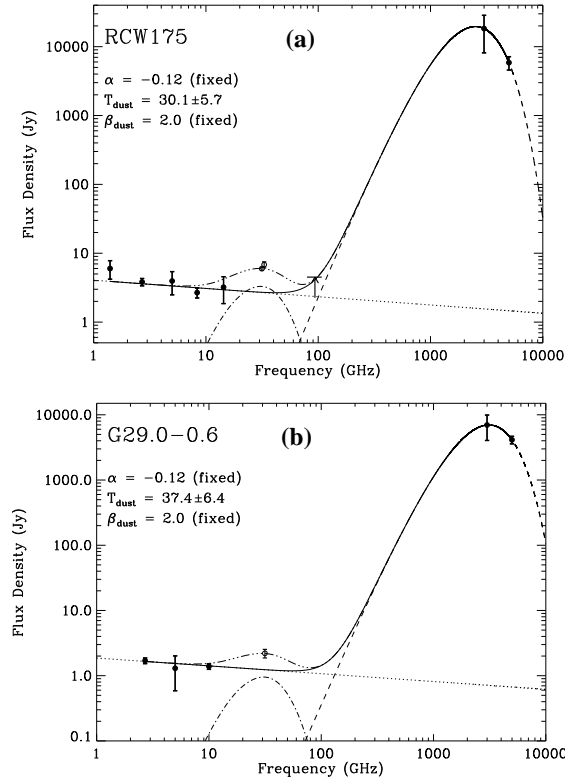 RCW175
(a)
α = −0.12 (fixed)
T_dust = 30.1±5.7
β_dust = 2.0 (fixed)
Flux Density (Jy)
10000
1000
100
10
1
1 10 100 1000 10000
Frequency (GHz)
G29.0−0.6
(b)
α = −0.12 (fixed)
T_dust = 37.4±6.4
β_dust = 2.0 (fixed)
Flux Density (Jy)
10000.0
1000.0
100.0
10.0
1.0
0.1
1 10 100 1000 10000
Frequency (GHz)